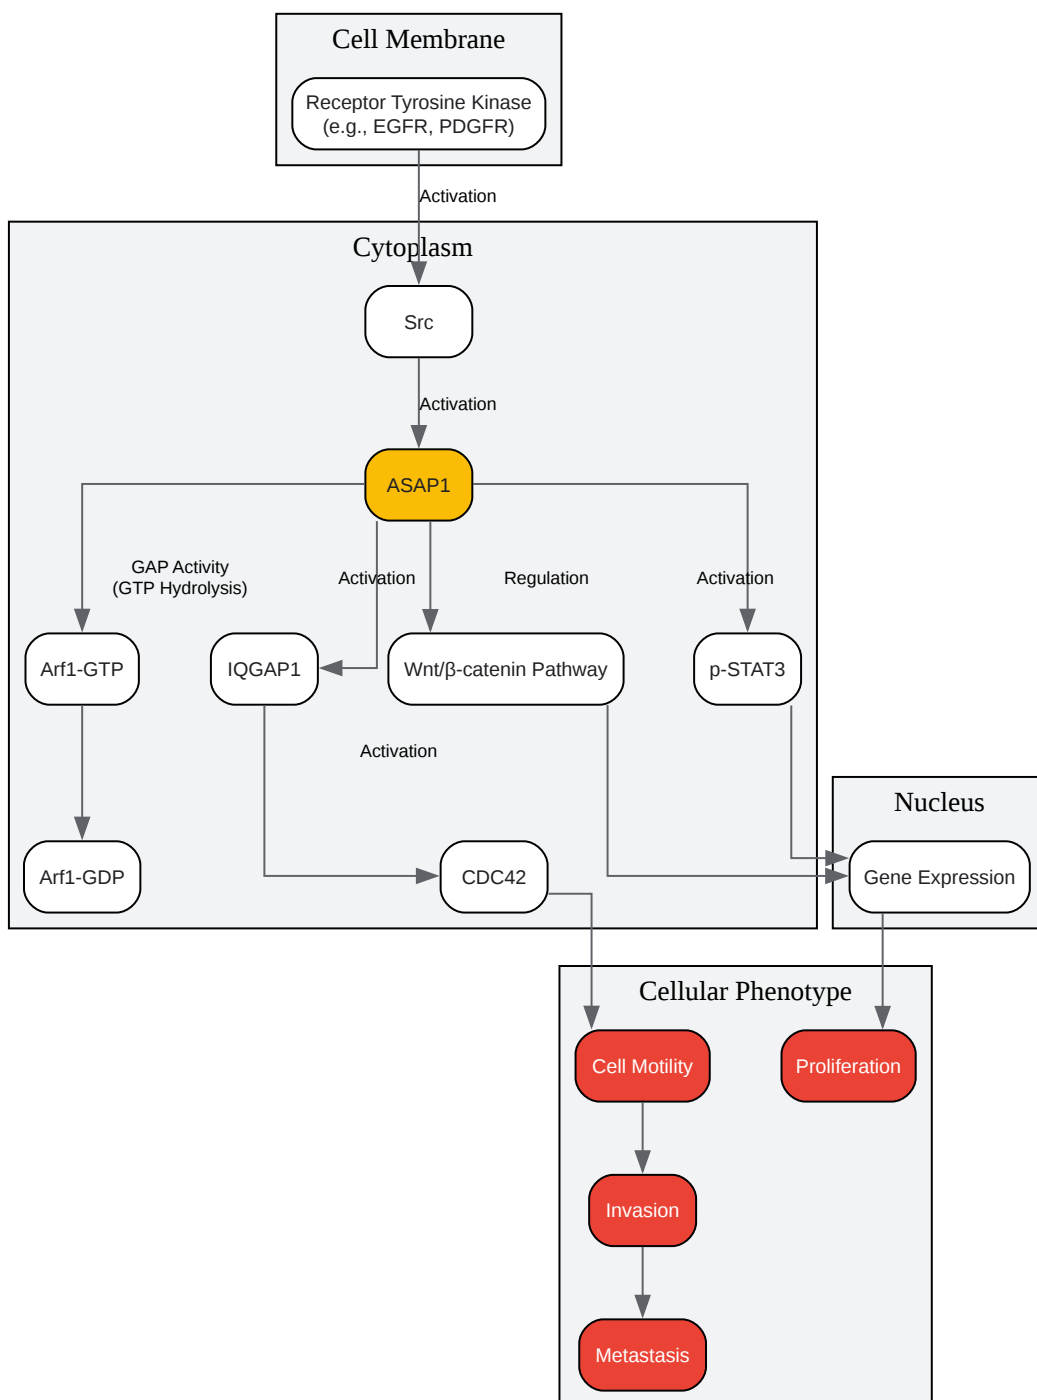 Cell Membrane
Receptor Tyrosine Kinase
(e.g., EGFR, PDGFR)
Activation
Cytoplasm
Src
Activation
ASAP1
GAP Activity
(GTP Hydrolysis)
Activation
Regulation
Activation
Arf1-GTP
IQGAP1
Wnt/β-catenin Pathway
p-STAT3
Activation
Nucleus
Arf1-GDP
CDC42
Gene Expression
Cellular Phenotype
Cell Motility
Proliferation
Invasion
Metastasis